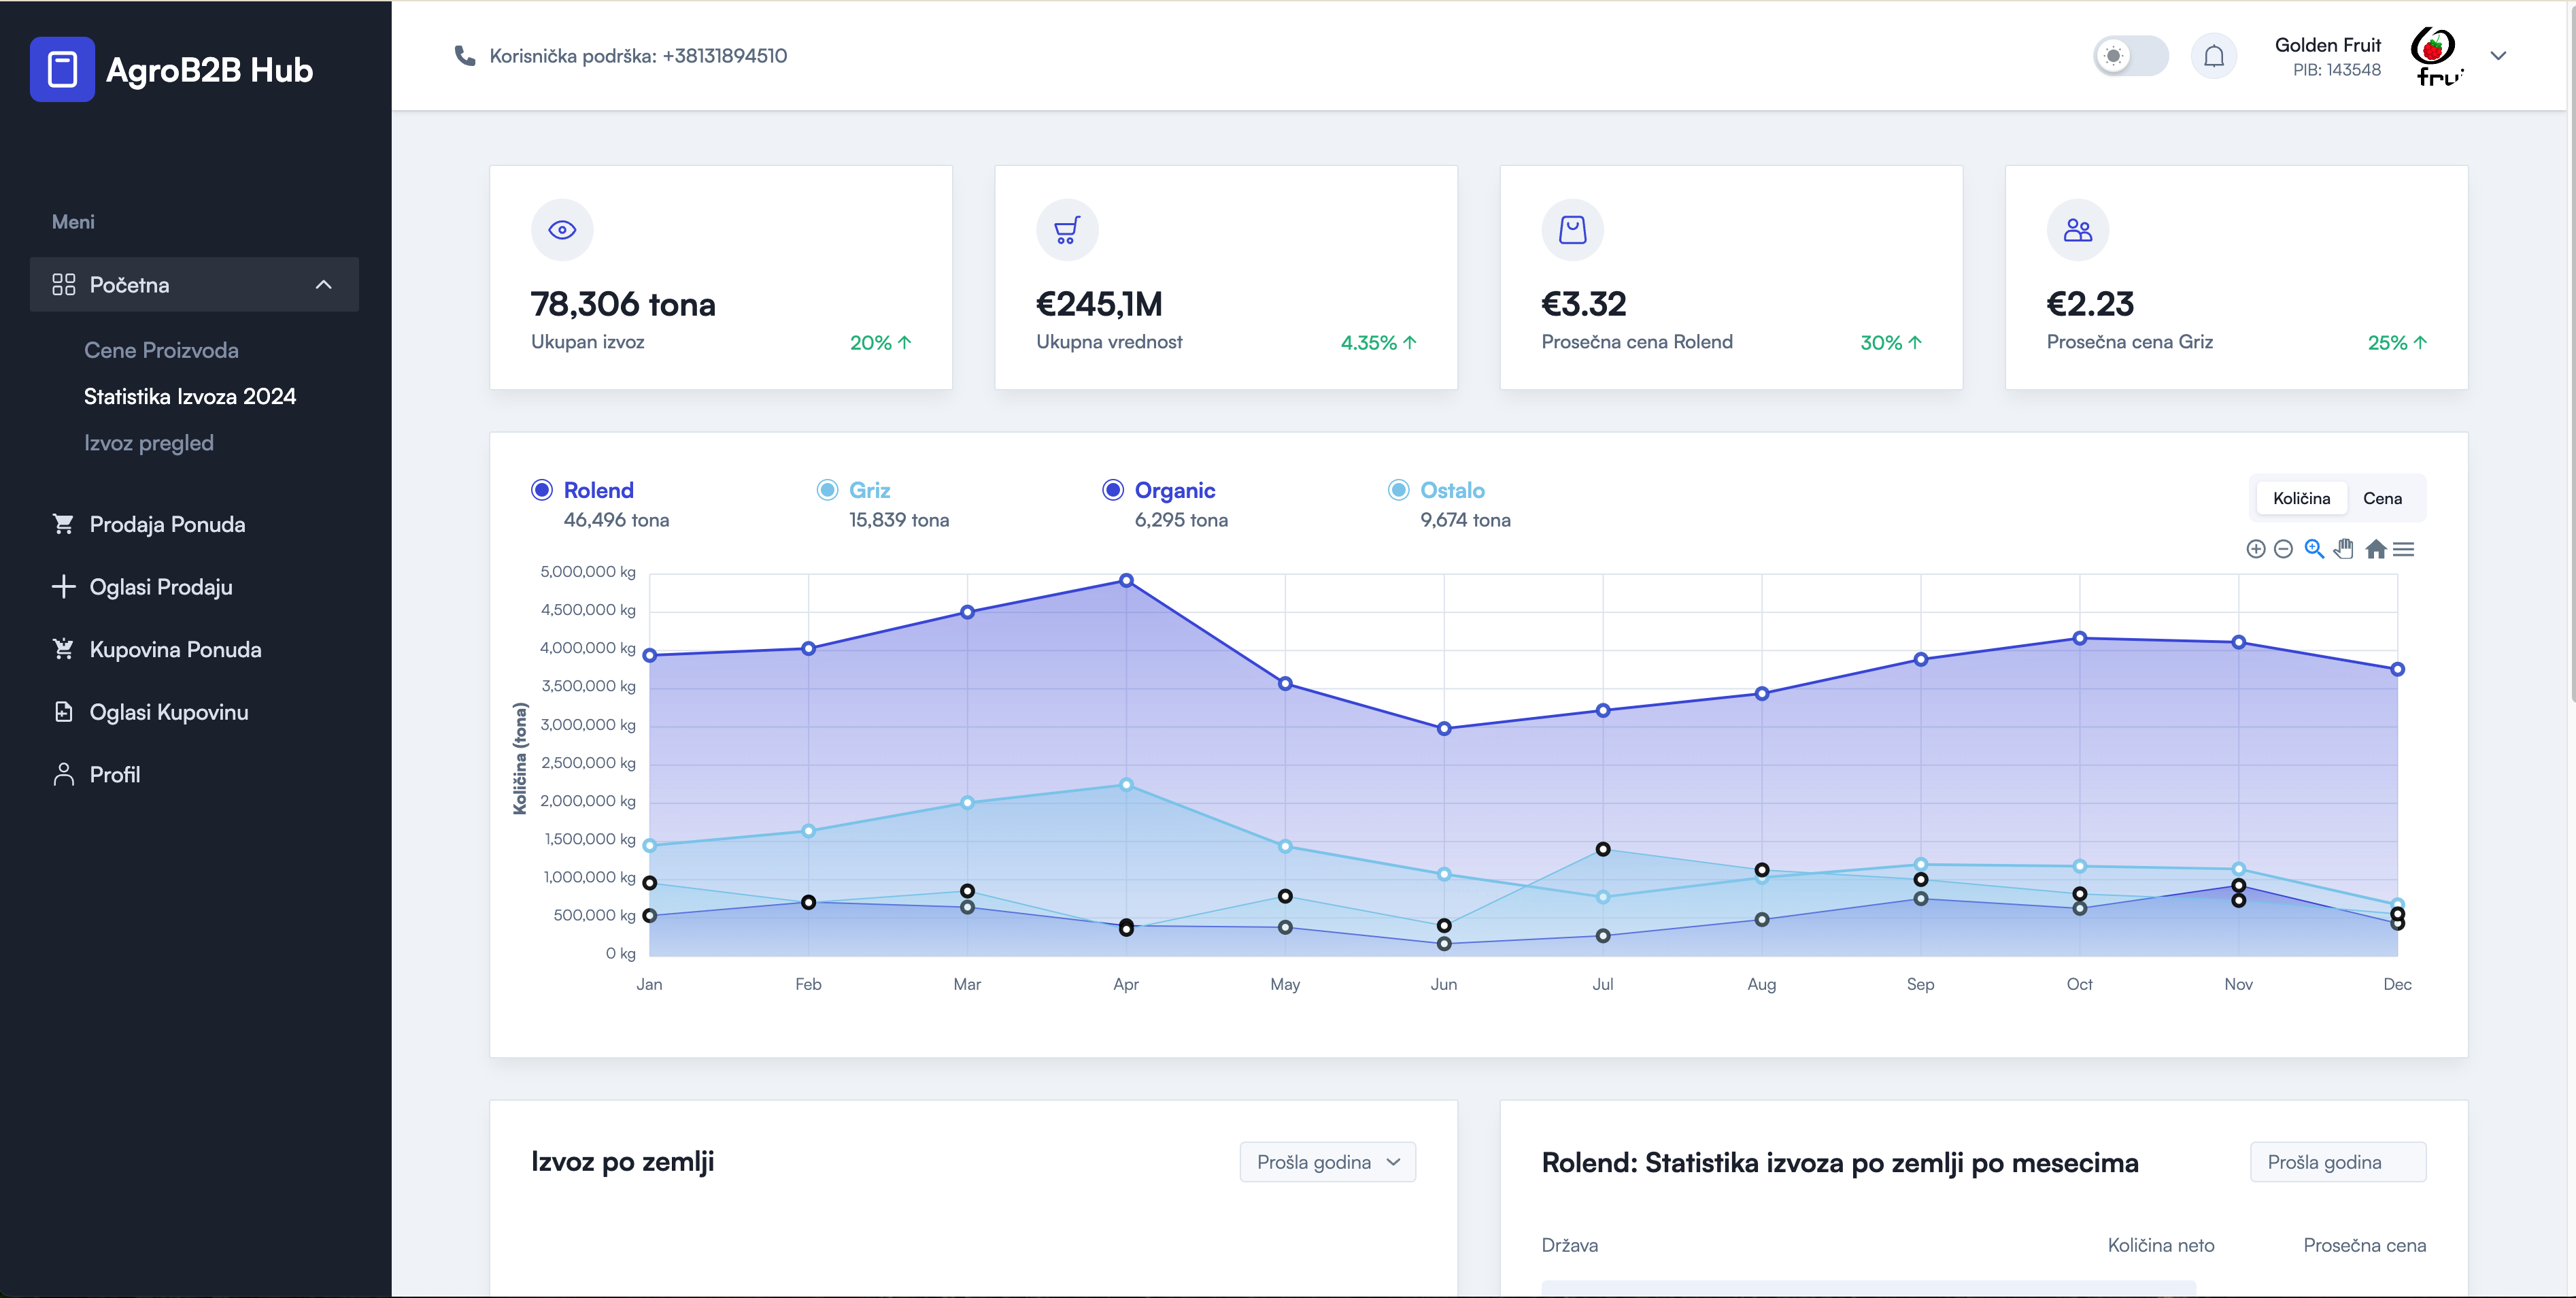 AgroB2B Hub
Korisnička podrška: +38131894510
Golden Fruit
PIB: 143548
fru
Meni
Početna
Cene Proizvoda
Statistika Izvoza 2024
Izvoz pregled
Prodaja Ponuda
Oglasi Prodaju
Kupovina Ponuda
Oglasi Kupovinu
Profil
78,306 tona
Ukupan izvoz 20%
€245,1M
Ukupna vrednost 4.35%
€3.32
Prosečna cena Rolend 30%
€2.23
Prosečna cena Griz 25%
Rolend
46,496 tona
Griz
15,839 tona
Organic
6,295 tona
Ostalo
9,674 tona
Količina Cena
Količina (tona)
5,000,000 kg
4,500,000 kg
4,000,000 kg
3,500,000 kg
3,000,000 kg
2,500,000 kg
2,000,000 kg
1,500,000 kg
1,000,000 kg
500,000 kg
0 kg
Jan Feb Mar Apr May Jun Jul Aug Sep Oct Nov Dec
Izvoz po zemlji
Prošla godina
Rolend: Statistika izvoza po zemlji po mesecima
Prošla godina
Država Količina neto Prosečna cena